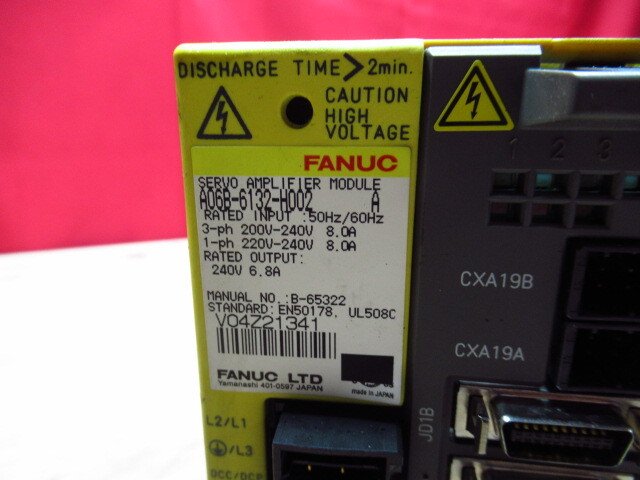 DISCHARGE TIME>2min.
CAUTION
HIGH
VOLTAGE
FANUC
SERVO AMPLIFIER MODULE
A06B-6132-H002 A
RATED INPUT :50Hz/60Hz
3-ph 200V-240V 8.0A
1-ph 220V-240V 8.0A
RATED OUTPUT:
240V 6.8A
MANUAL NO.:B-65322
STANDARD:EN50178, UL508C
V04Z21341
FANUC LTD
Yamanashi 401-0597 JAPAN
made in JAPAN
L2/L1
/L3
DCC/DCP
1 2 3
CXA19B
CXA19A
JD1B